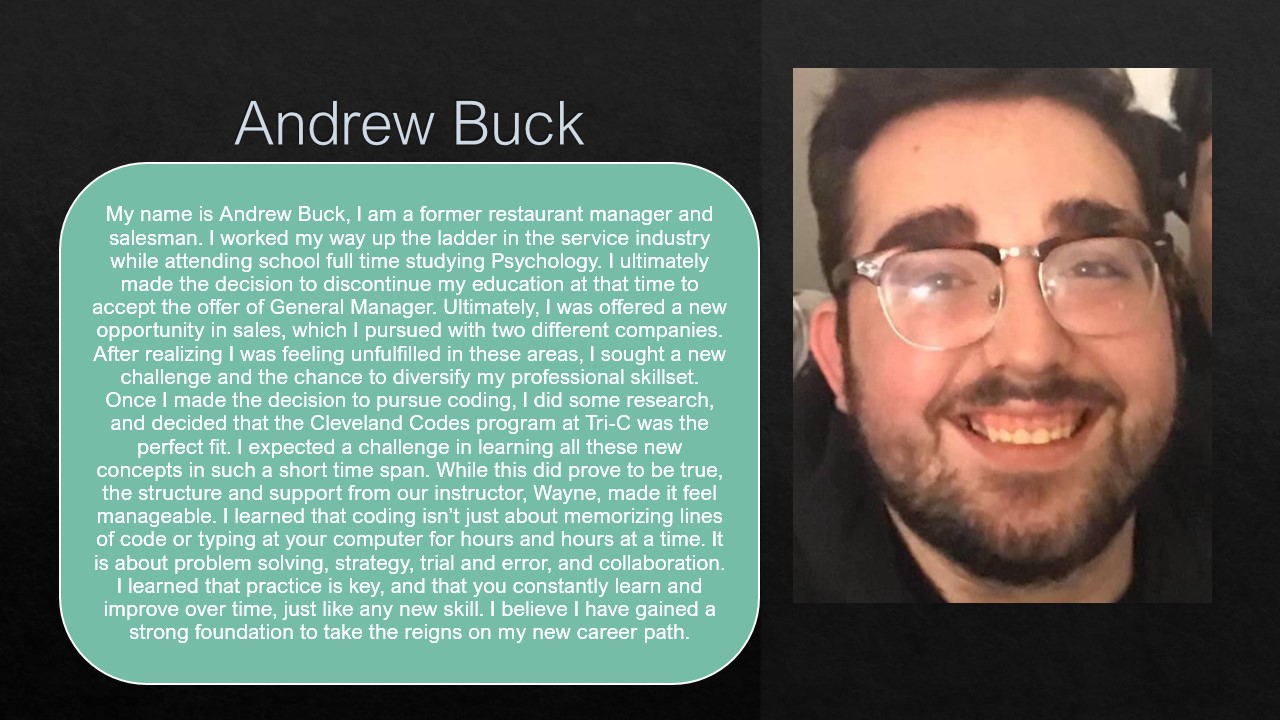 Andrew Buck
My name is Andrew Buck, I am a former restaurant manager and
salesman. I worked my way up the ladder in the service industry
while attending school full time studying Psychology. I ultimately
made the decision to discontinue my education at that time to
accept the offer of General Manager. Ultimately, I was offered a new
opportunity in sales, which I pursued with two different companies.
After realizing I was feeling unfulfilled in these areas, I sought a new
challenge and the chance to diversify my professional skillset.
Once I made the decision to pursue coding, I did some research,
and decided that the Cleveland Codes program at Tri-C was the
perfect fit. I expected a challenge in learning all these new
concepts in such a short time span. While this did prove to be true,
the structure and support from our instructor, Wayne, made it feel
manageable. I learned that coding isn’t just about memorizing lines
of code or typing at your computer for hours and hours at a time. It
is about problem solving, strategy, trial and error, and collaboration.
I learned that practice is key, and that you constantly learn and
improve over time, just like any new skill. I believe I have gained a
strong foundation to take the reigns on my new career path.